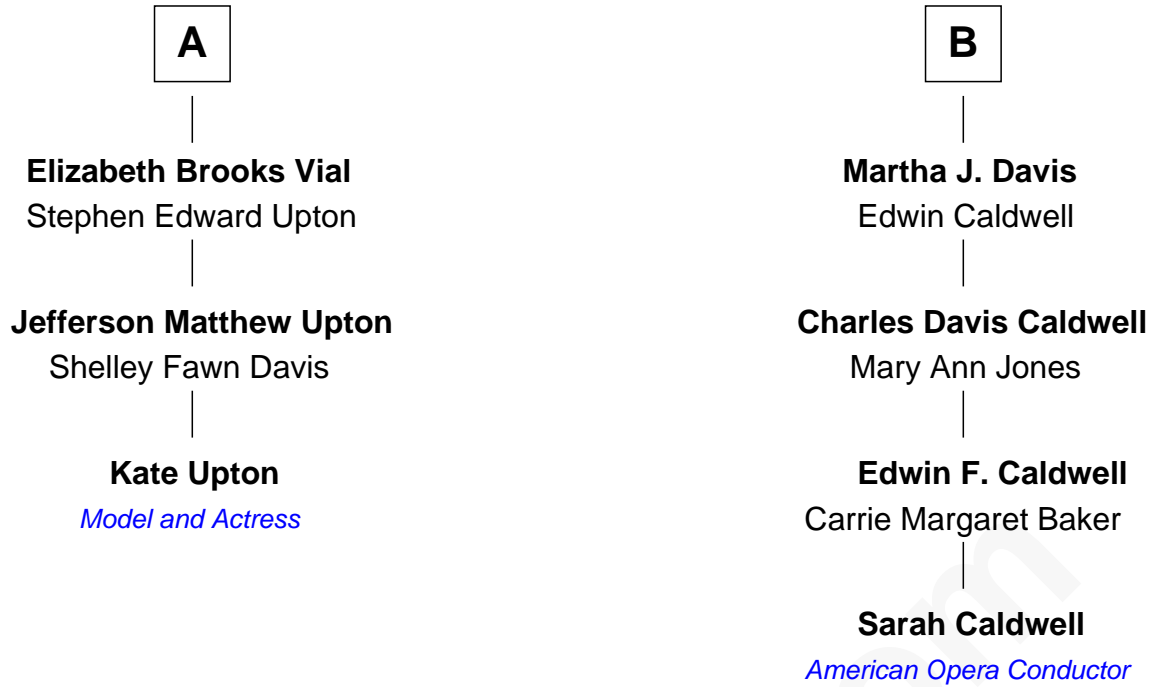 A
Elizabeth Brooks Vial
Stephen Edward Upton
Jefferson Matthew Upton
Shelley Fawn Davis
Kate Upton
Model and Actress
B
Martha J. Davis
Edwin Caldwell
Charles Davis Caldwell
Mary Ann Jones
Edwin F. Caldwell
Carrie Margaret Baker
Sarah Caldwell
American Opera Conductor